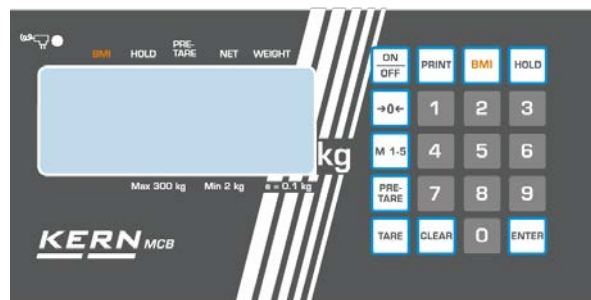 BMI HOLD PRE-TARE NET WEIGHT
kg
Max 300 kg Min 2 kg e = 0.1 kg
KERN MCB
ON OFF PRINT BMI HOLD
→0← 1 2 3
M 1-5 4 5 6
PRE-TARE 7 8 9
TARE CLEAR 0 ENTER